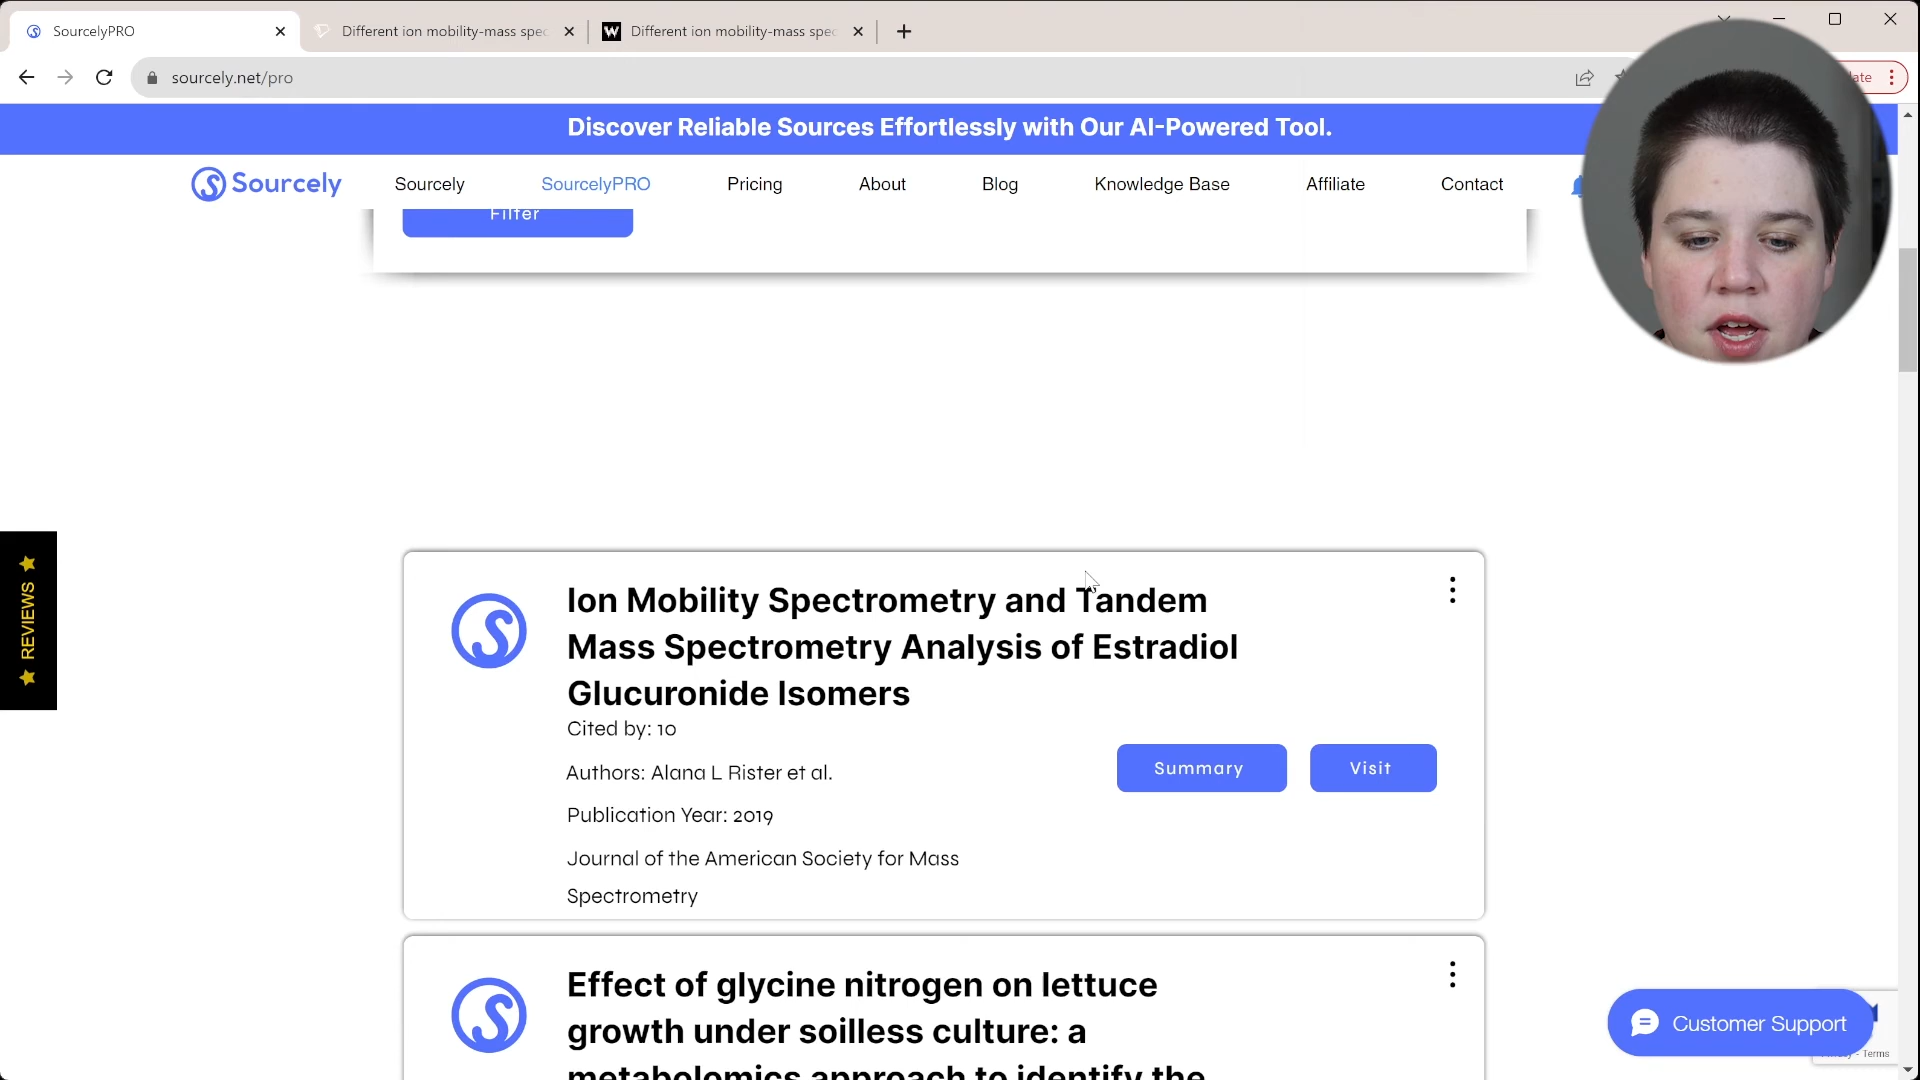 SourcelyPRO
Different ion mobility-mass spec
Different ion mobility-mass spec
sourcely.net/pro
Discover Reliable Sources Effortlessly with Our AI-Powered Tool.
Sourcely
Sourcely
SourcelyPRO
Pricing
About
Blog
Knowledge Base
Affiliate
Contact
Filter
REVIEWS
Ion Mobility Spectrometry and Tandem
Mass Spectrometry Analysis of Estradiol
Glucuronide Isomers
Cited by: 10
Authors: Alana L Rister et al.
Publication Year: 2019
Journal of the American Society for Mass
Spectrometry
Summary
Visit
Effect of glycine nitrogen on lettuce
growth under soilless culture: a
metabolomics approach to identify the
Customer Support
- Terms